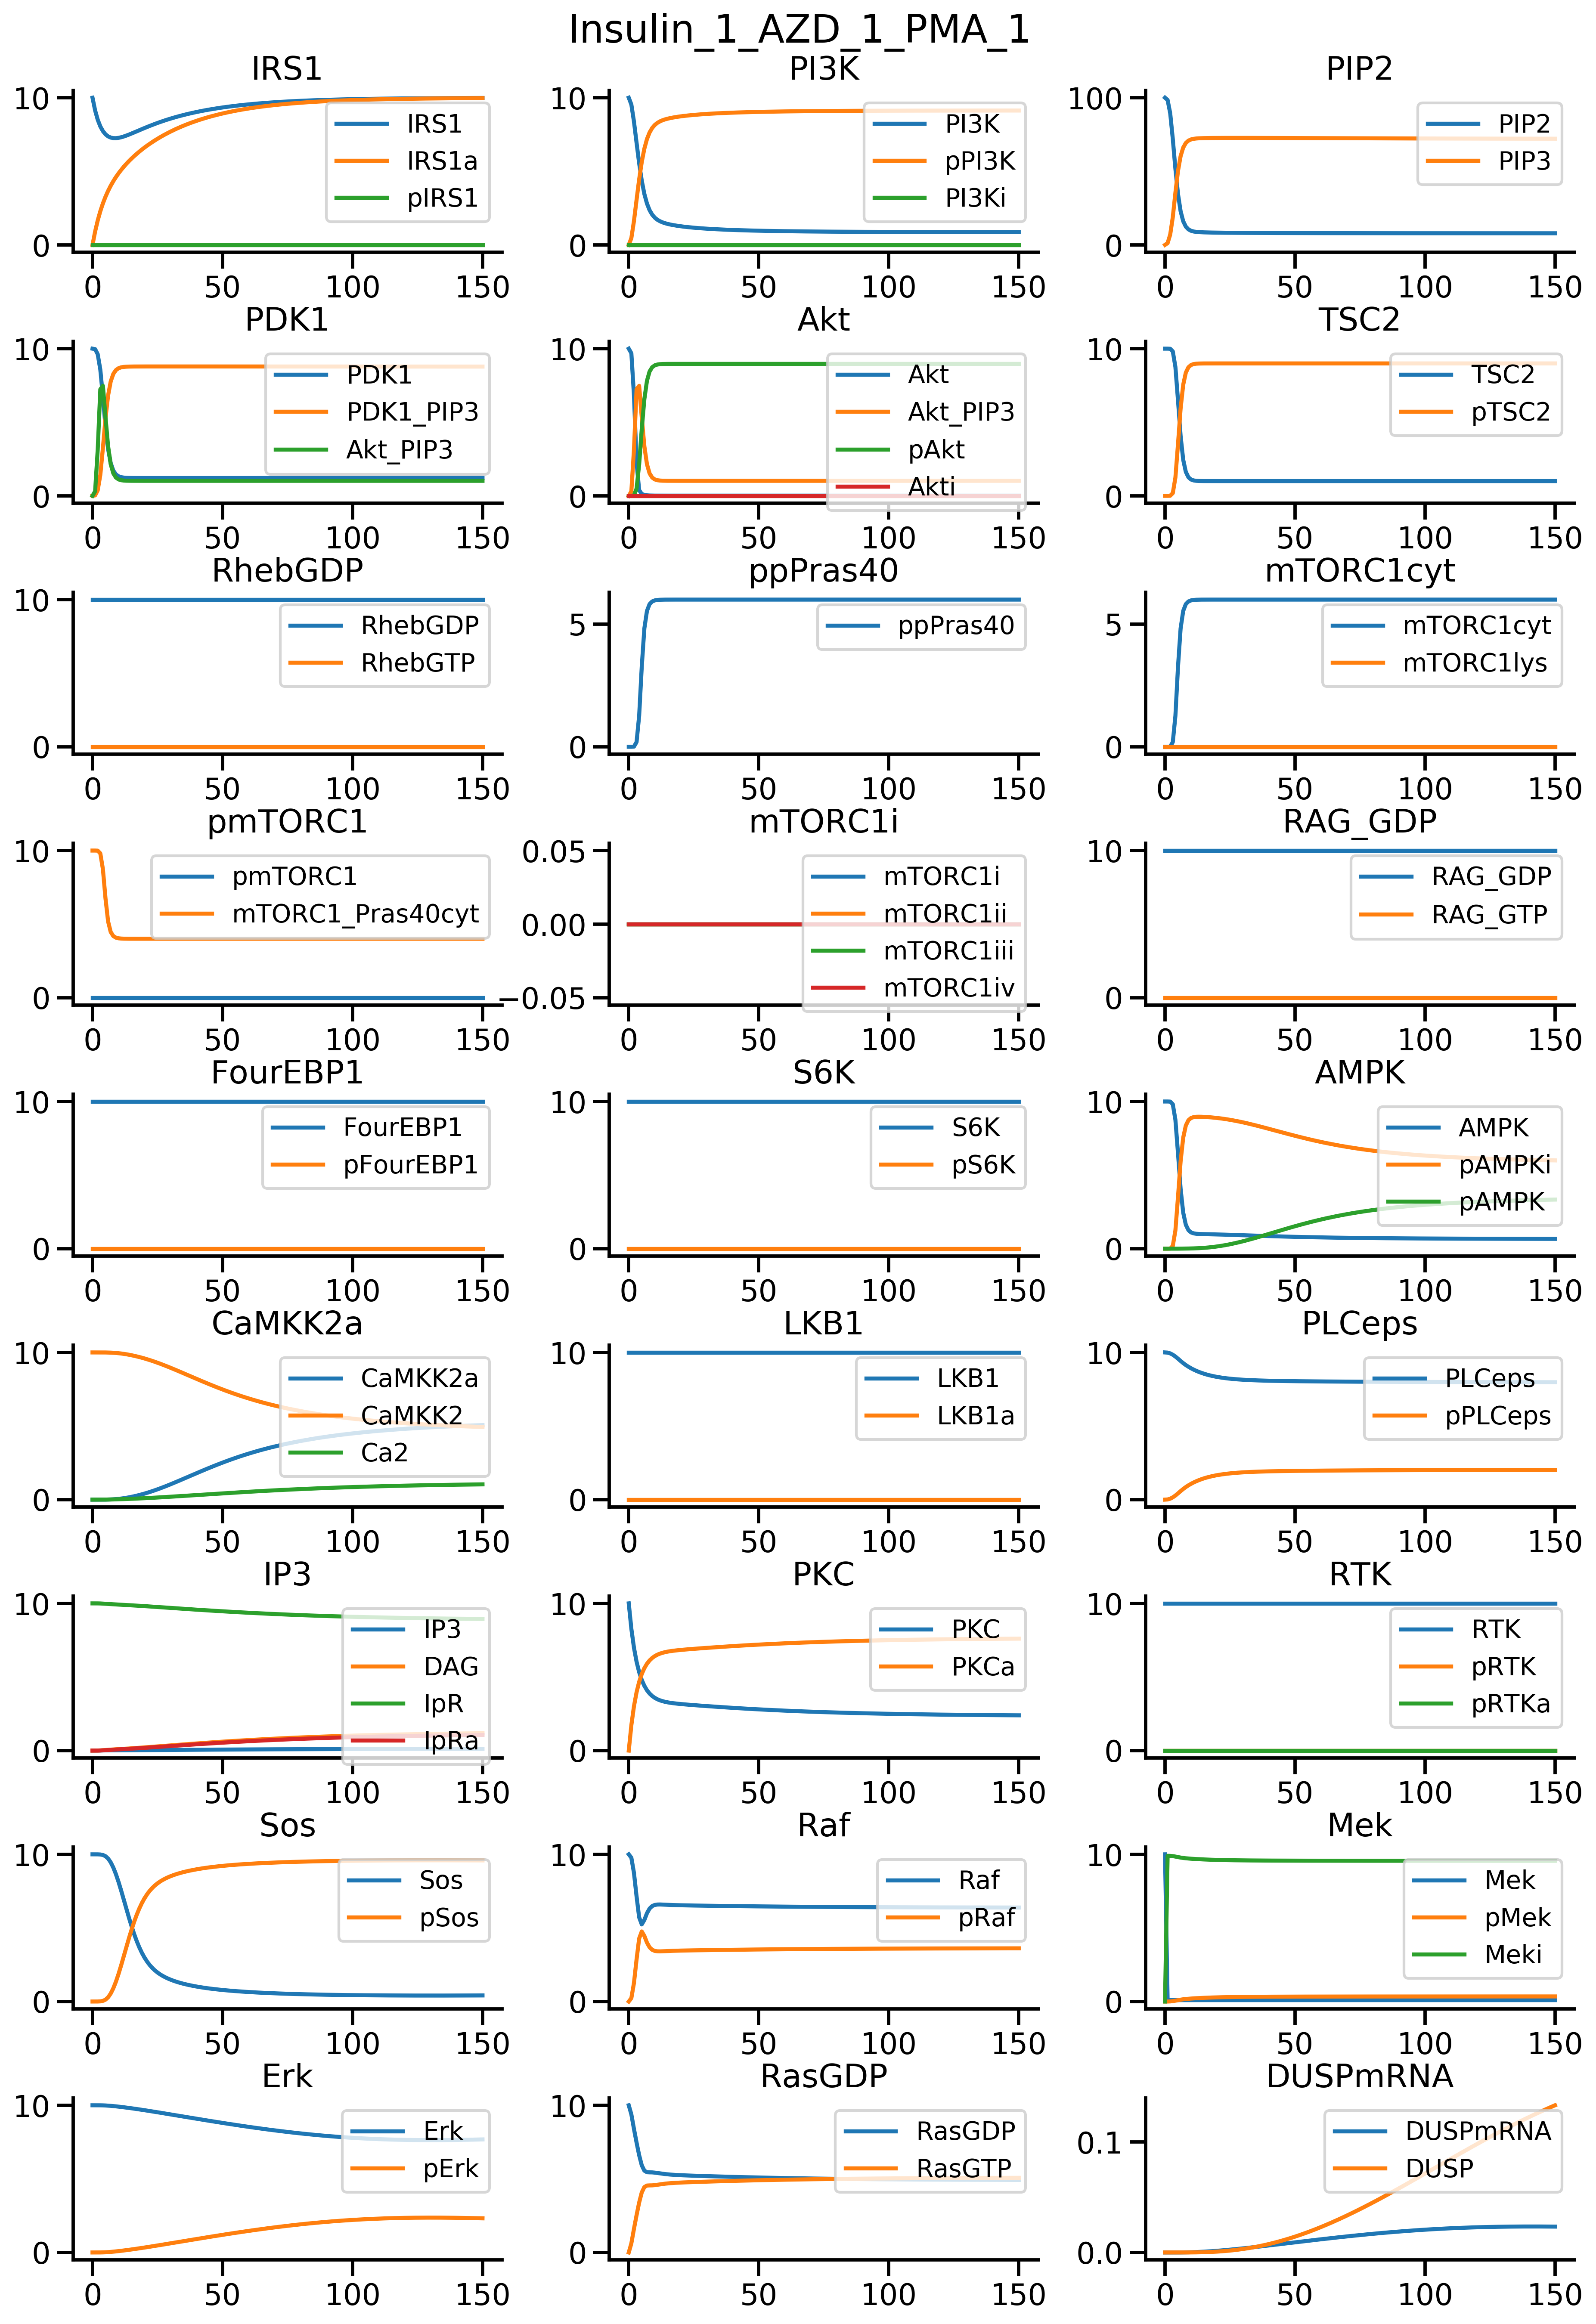 Insulin_1_AZD_1_PMA_1
IRS1
10
0
0 50 100 150
IRS1
IRS1a
pIRS1
PI3K
10
0
0 50 100 150
PI3K
pPI3K
PI3Ki
PIP2
100
0
0 50 100 150
PIP2
PIP3
PDK1
10
0
0 50 100 150
PDK1
PDK1_PIP3
Akt_PIP3
Akt
10
0
0 50 100 150
Akt
Akt_PIP3
pAkt
Akti
TSC2
10
0
0 50 100 150
TSC2
pTSC2
RhebGDP
10
0
0 50 100 150
RhebGDP
RhebGTP
ppPras40
5
0
0 50 100 150
ppPras40
mTORC1cyt
5
0
0 50 100 150
mTORC1cyt
mTORC1lys
pmTORC1
10
0
0 50 100 150
pmTORC1
mTORC1_Pras40cyt
mTORC1i
0.05
0.00
−0.05
0 50 100 150
mTORC1i
mTORC1ii
mTORC1iii
mTORC1iv
RAG_GDP
10
0
0 50 100 150
RAG_GDP
RAG_GTP
FourEBP1
10
0
0 50 100 150
FourEBP1
pFourEBP1
S6K
10
0
0 50 100 150
S6K
pS6K
AMPK
10
0
0 50 100 150
AMPK
pAMPKi
pAMPK
CaMKK2a
10
0
0 50 100 150
CaMKK2a
CaMKK2
Ca2
LKB1
10
0
0 50 100 150
LKB1
LKB1a
PLCeps
10
0
0 50 100 150
PLCeps
pPLCeps
IP3
10
0
0 50 100 150
IP3
DAG
IpR
IpRa
PKC
10
0
0 50 100 150
PKC
PKCa
RTK
10
0
0 50 100 150
RTK
pRTK
pRTKa
Sos
10
0
0 50 100 150
Sos
pSos
Raf
10
0
0 50 100 150
Raf
pRaf
Mek
10
0
0 50 100 150
Mek
pMek
Meki
Erk
10
0
0 50 100 150
Erk
pErk
RasGDP
10
0
0 50 100 150
RasGDP
RasGTP
DUSPmRNA
0.1
0.0
0 50 100 150
DUSPmRNA
DUSP